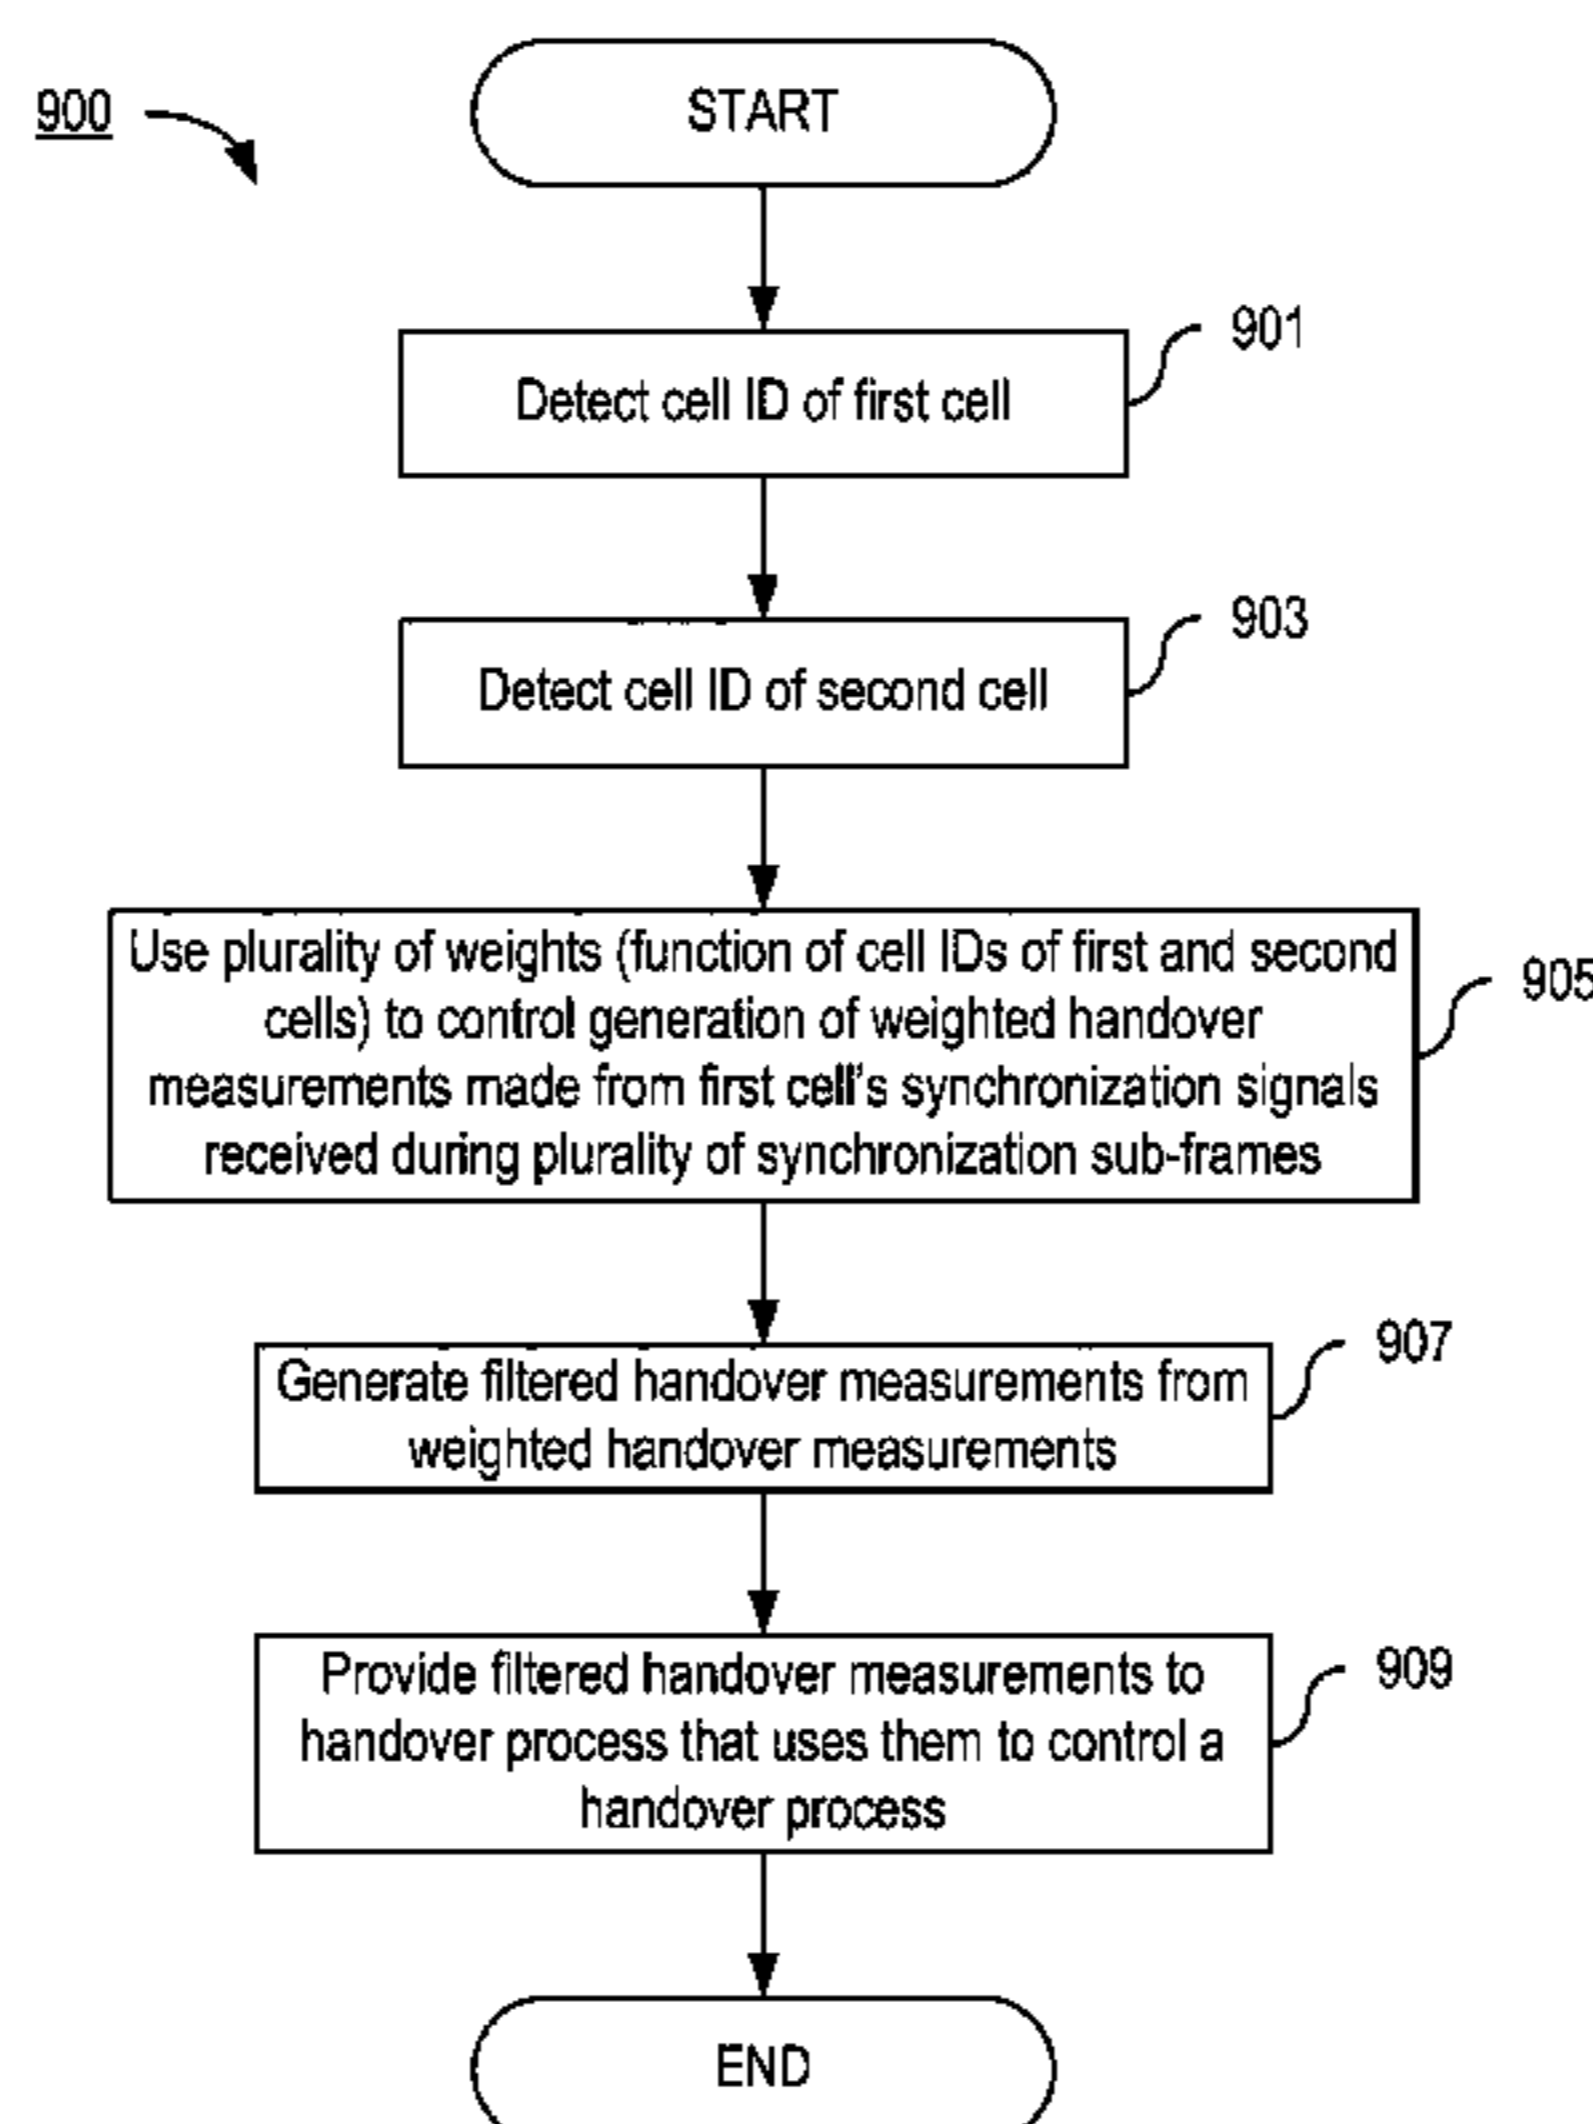 900
START
901
Detect cell ID of first cell
903
Detect cell ID of second cell
Use plurality of weights (function of cell IDs of first and second
cells) to control generation of weighted handover
measurements made from first cell's synchronization signals
received during plurality of synchronization sub-frames
905
907
Generate filtered handover measurements from
weighted handover measurements
909
Provide filtered handover measurements to
handover process that uses them to control a
handover process
END